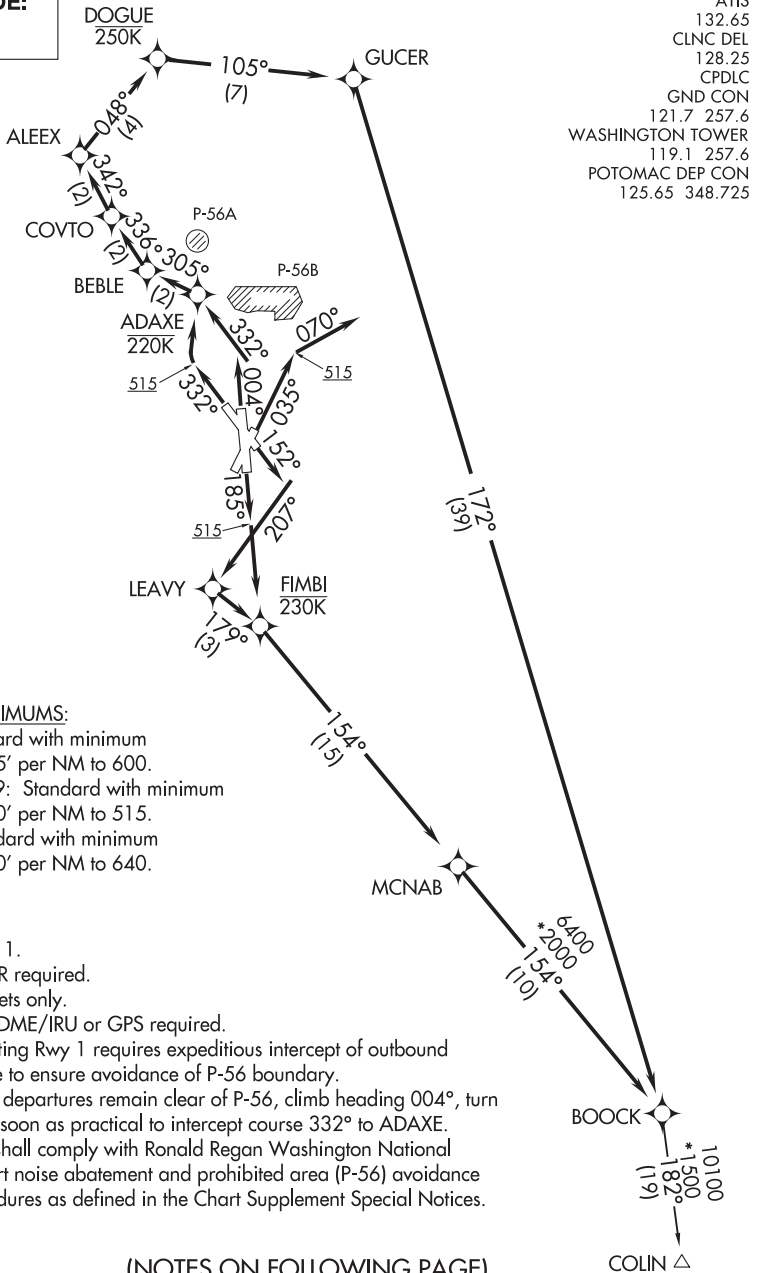 DE:
ATIS
132.65
CLNC DEL
128.25
CPDLC
GND CON
121.7 257.6
WASHINGTON TOWER
119.1 257.6
POTOMAC DEP CON
125.65 348.725
DOGUE
250K
105°
(7)
GUCER
048°
(4)
ALEEX
342°
(2)
COVTO
336°
(2)
305°
(2)
BEBLE
P-56A
P-56B
ADAXE
220K
332°
070°
515
515
332°
004°
035°
152°
185°
207°
515
172°
(39)
LEAVY
FIMBI
230K
179°
(3)
154°
(15)
MCNAB
6400
*2000
154°
(10)
BOOCK
10100
*1500
182°
(19)
COLIN
IMUMS:
ard with minimum
5' per NM to 600.
9: Standard with minimum
0' per NM to 515.
dard with minimum
0' per NM to 640.
1.
R required.
ets only.
DME/IRU or GPS required.
ting Rwy 1 requires expeditious intercept of outbound
e to ensure avoidance of P-56 boundary.
departures remain clear of P-56, climb heading 004°, turn
soon as practical to intercept course 332° to ADAXE.
shall comply with Ronald Regan Washington National
rt noise abatement and prohibited area (P-56) avoidance
dures as defined in the Chart Supplement Special Notices.
(NOTES ON FOLLOWING PAGE)